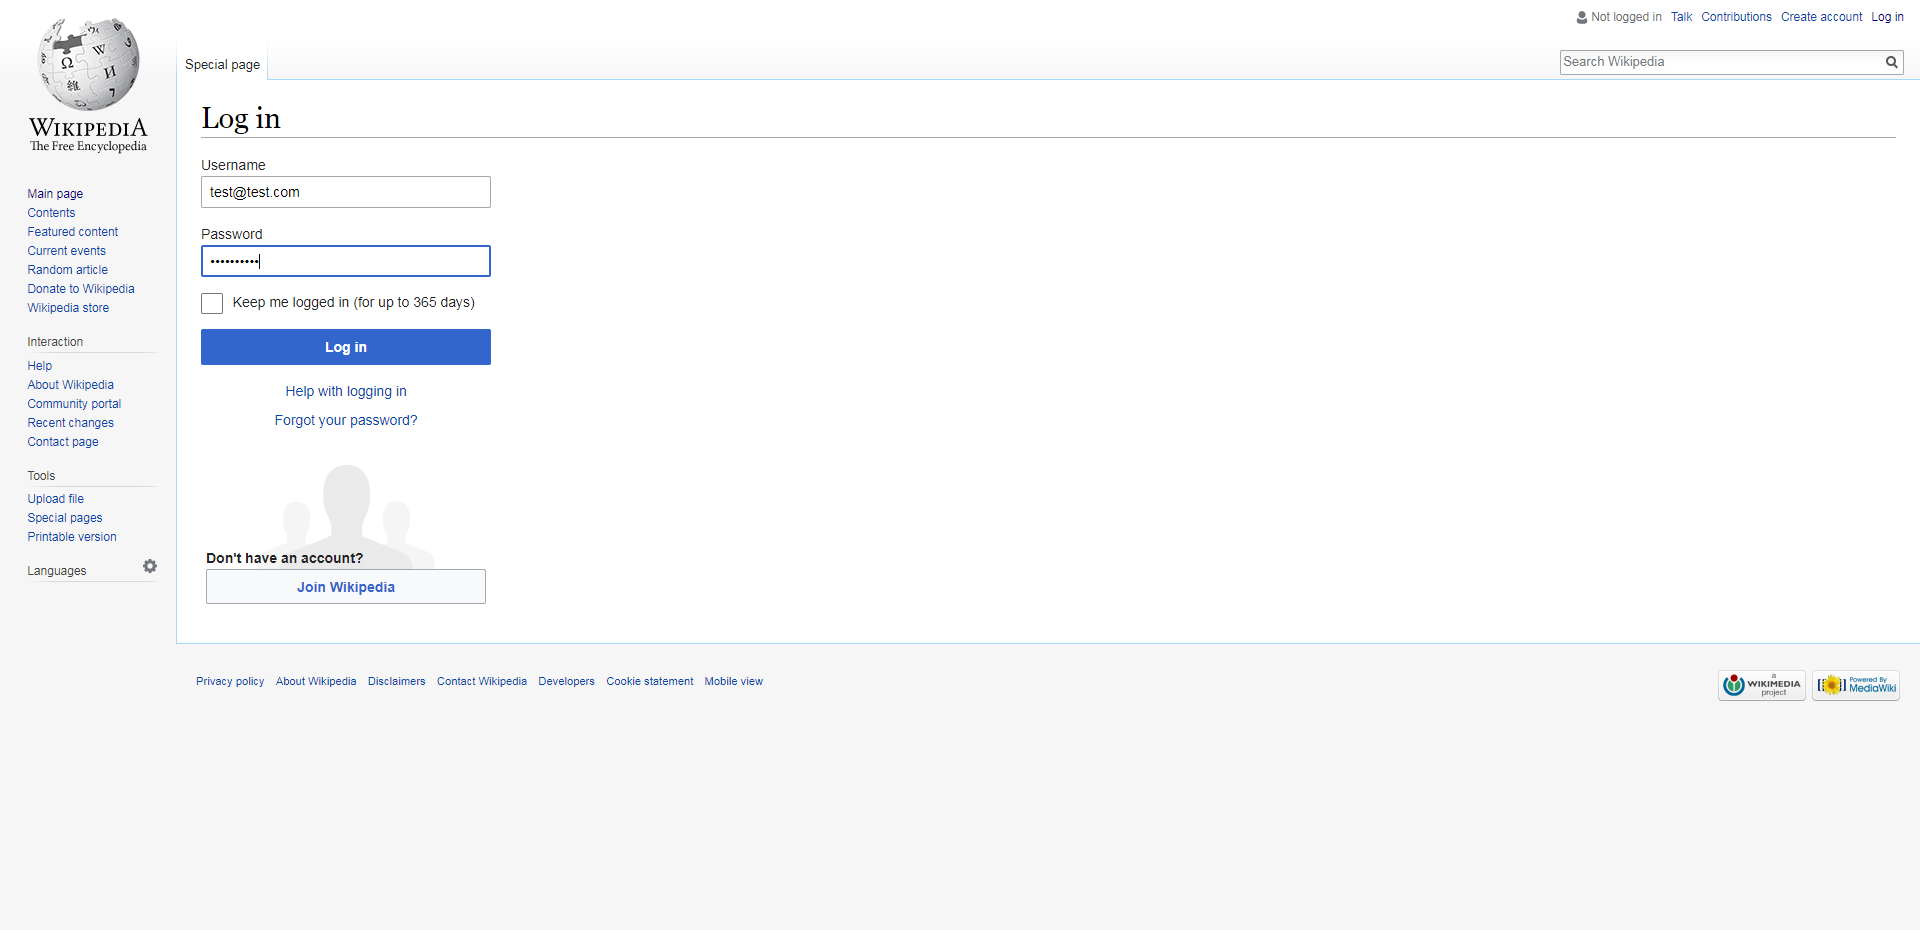 Not logged in Talk Contributions Create account Log in
Special page
Search Wikipedia
WIKIPEDIA
The Free Encyclopedia
Main page
Contents
Featured content
Current events
Random article
Donate to Wikipedia
Wikipedia store
Interaction
Help
About Wikipedia
Community portal
Recent changes
Contact page
Tools
Upload file
Special pages
Printable version
Languages
Log in
Username
test@test.com
Password
••••••••••
Keep me logged in (for up to 365 days)
Log in
Help with logging in
Forgot your password?
Don't have an account?
Join Wikipedia
Privacy policy About Wikipedia Disclaimers Contact Wikipedia Developers Cookie statement Mobile view
a
WIKIMEDIA
project
Powered By
MediaWiki